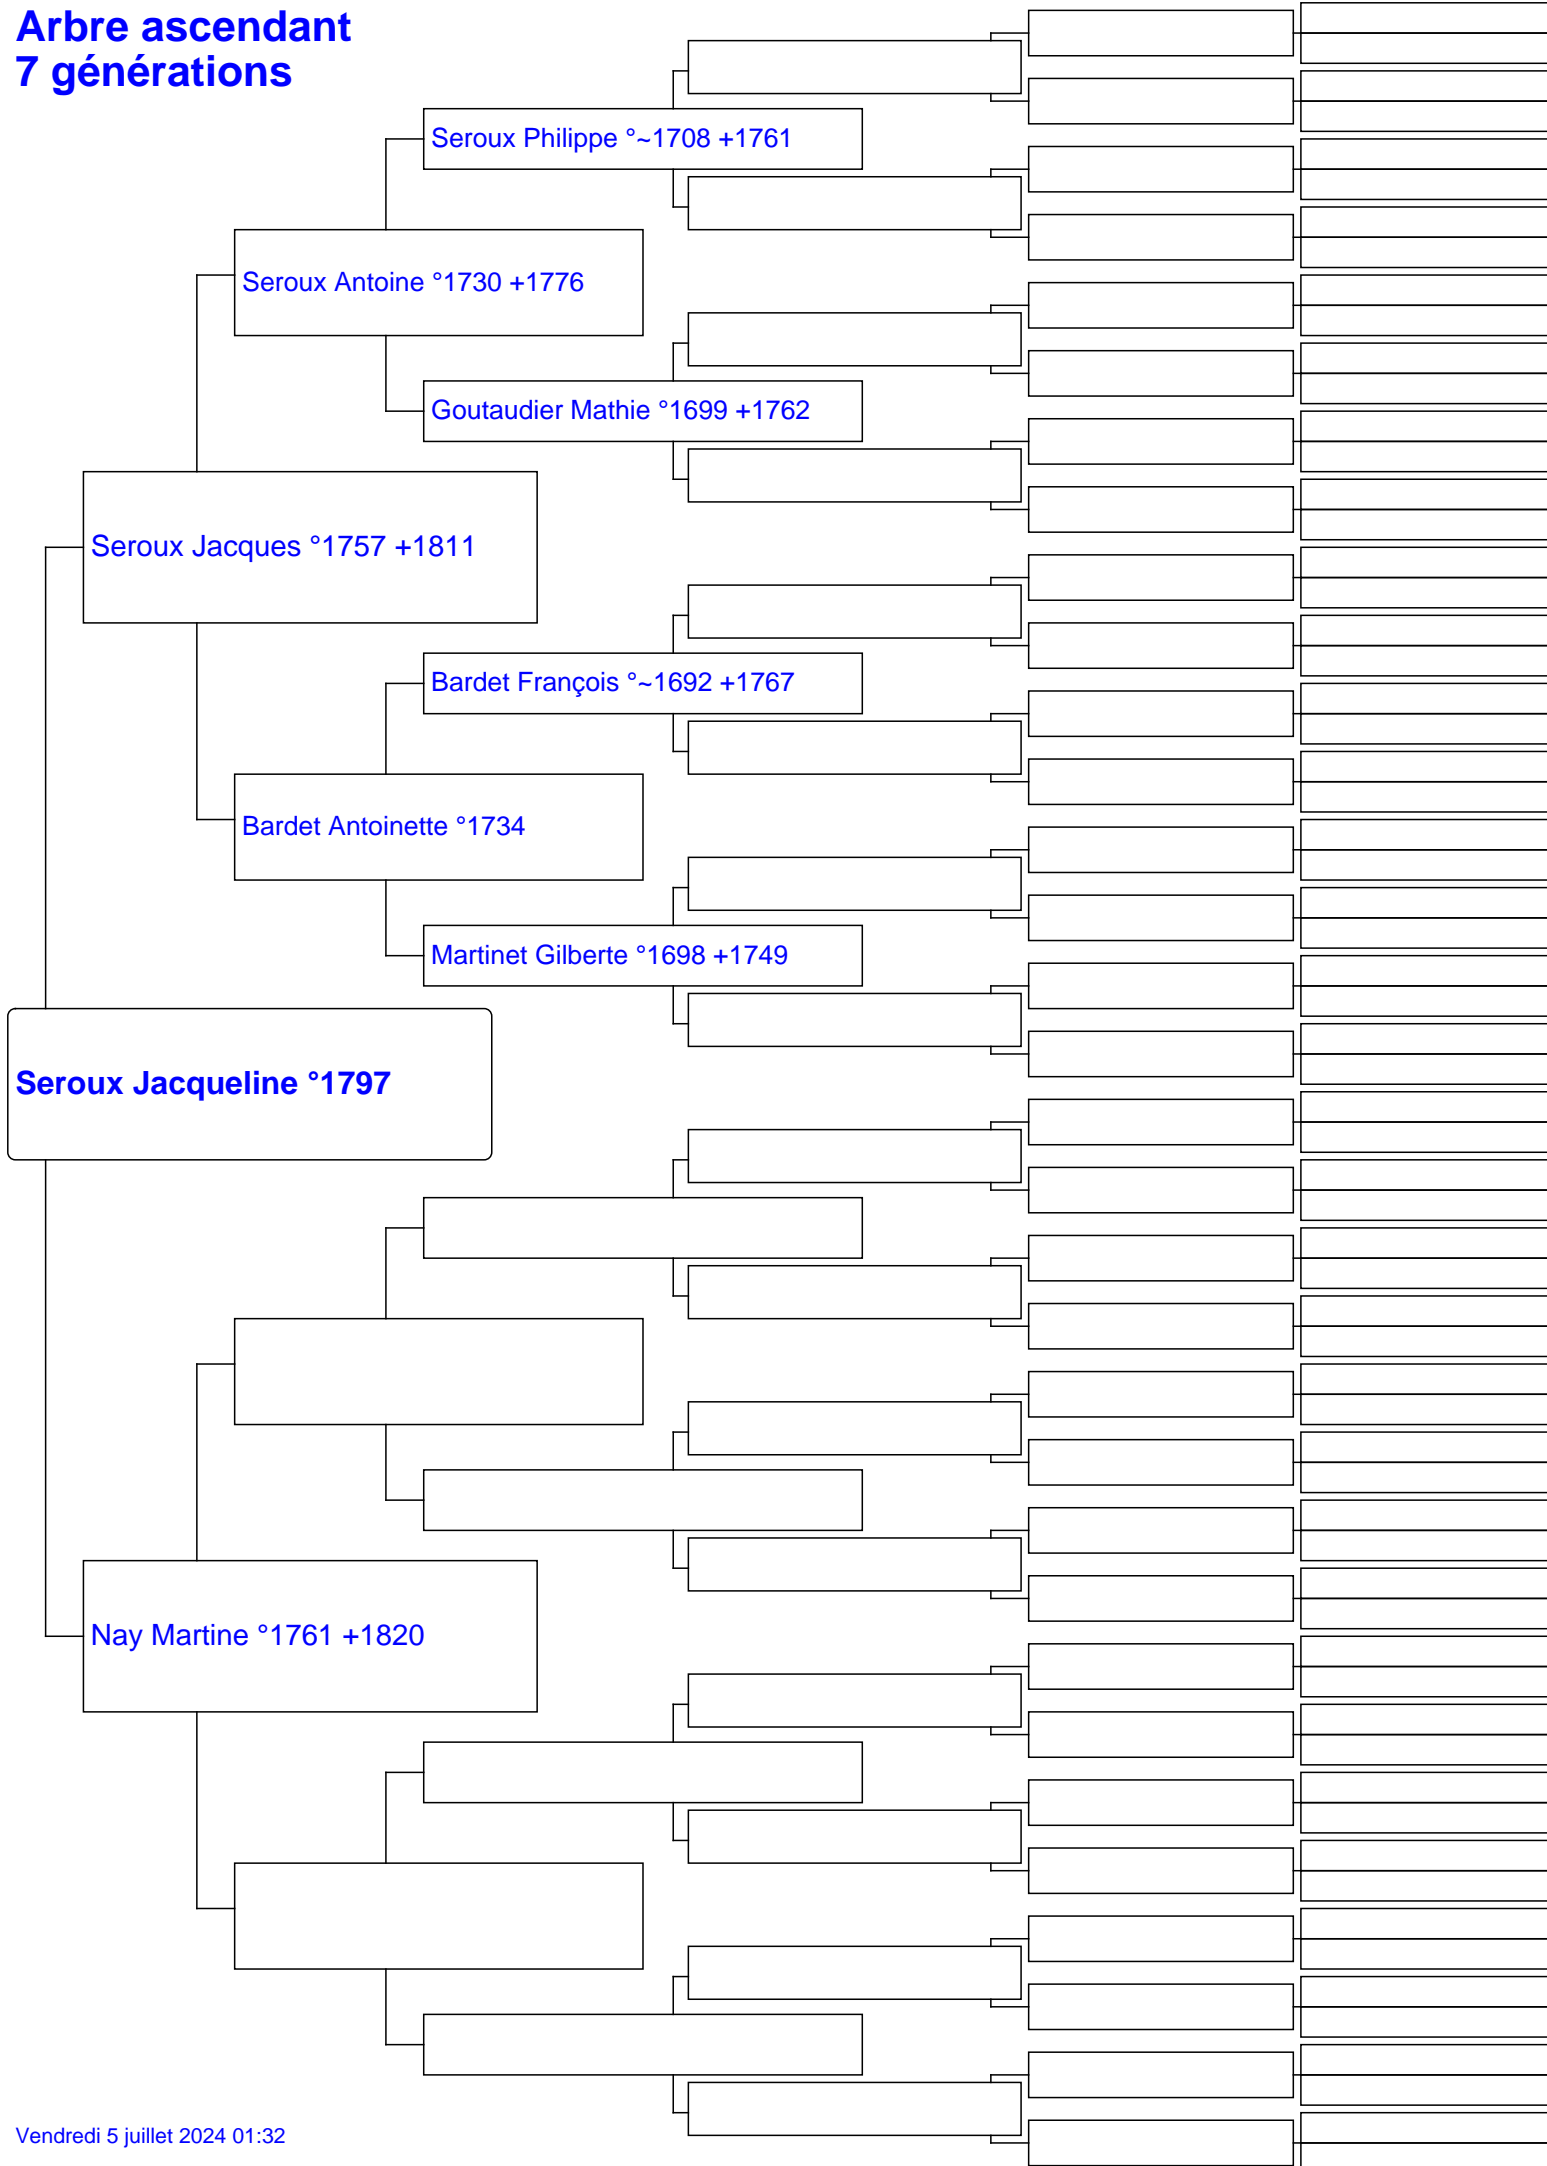 Arbre ascendant
7 générations
Seroux Philippe °~1708 +1761
Seroux Antoine °1730 +1776
Goutaudier Mathie °1699 +1762
Seroux Jacques °1757 +1811
Bardet François °~1692 +1767
Bardet Antoinette °1734
Martinet Gilberte °1698 +1749
Seroux Jacqueline °1797
Nay Martine °1761 +1820
Vendredi 5 juillet 2024 01:32